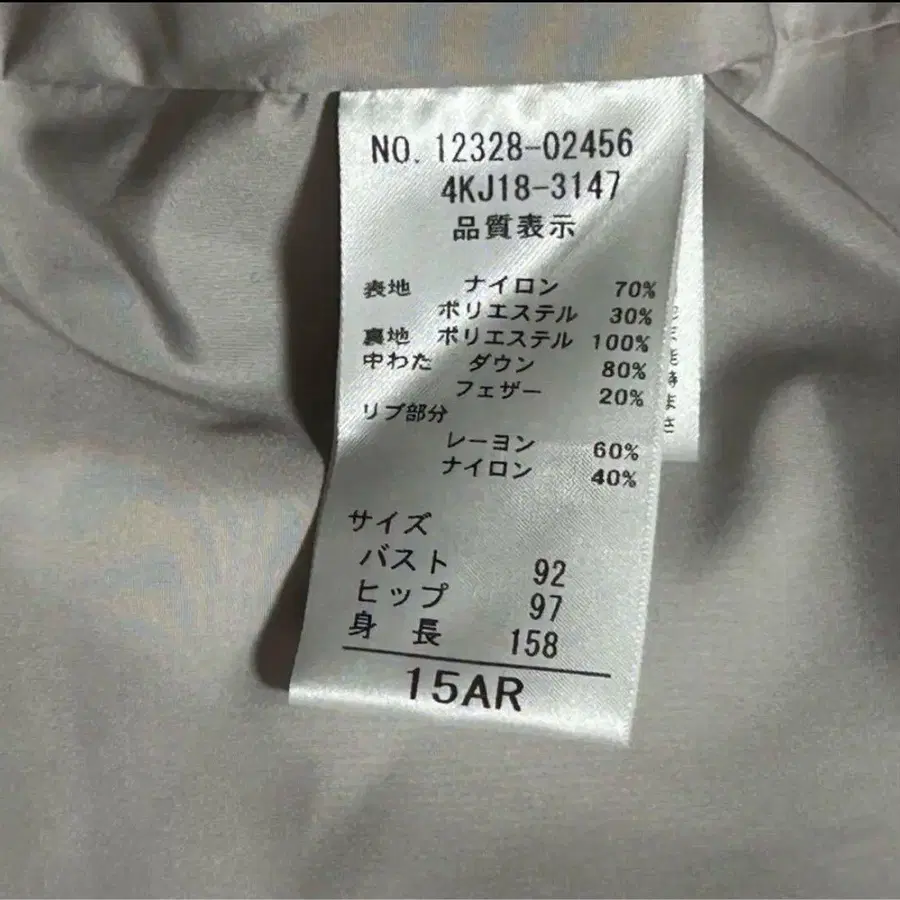 NO. 12328-02456
4KJ18-3147
品質表示
表地 ナイロン 70%
ポリエステル 30%
裏地 ポリエステル 100%
中わた ダウン 80%
フェザー 20%
リブ部分
レーヨン 60%
ナイロン 40%
サイズ
バスト 92
ヒップ 97
身 長 158
15AR